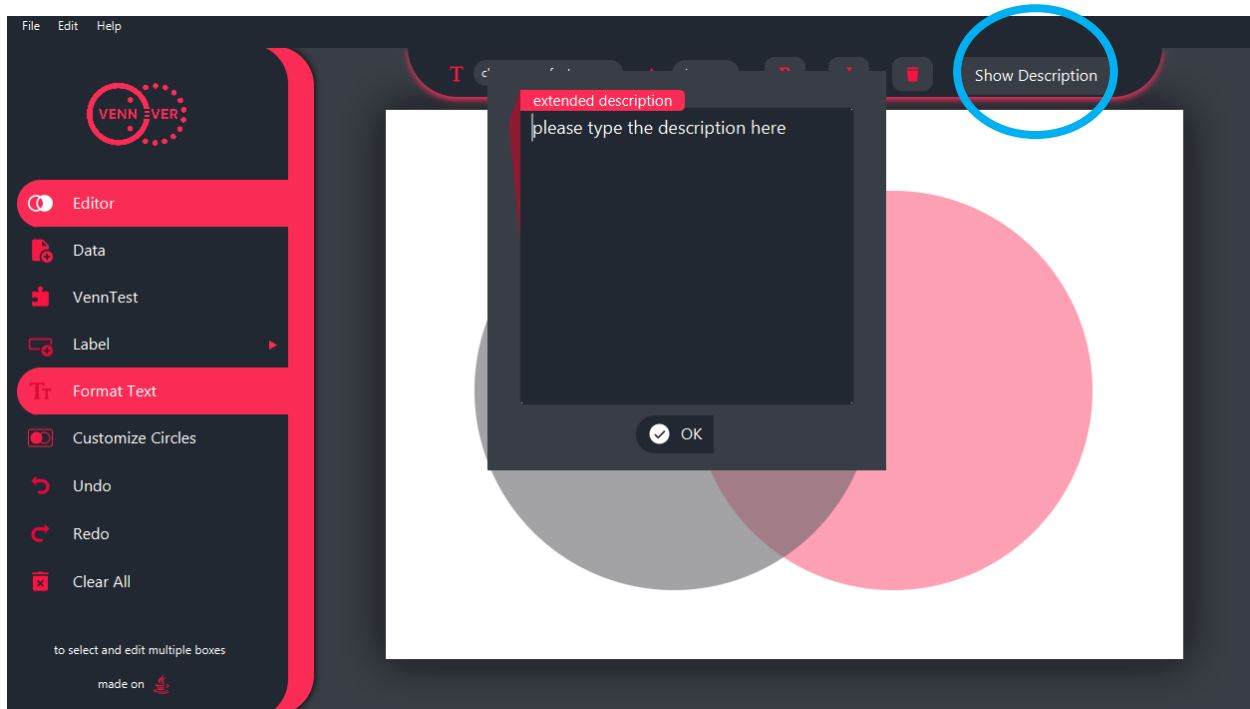 File Edit Help
VENN EVER
Editor
Data
VennTest
Label
Format Text
Customize Circles
Undo
Redo
Clear All
to select and edit multiple boxes
made on
T
Show Description
extended description
please type the description here
OK